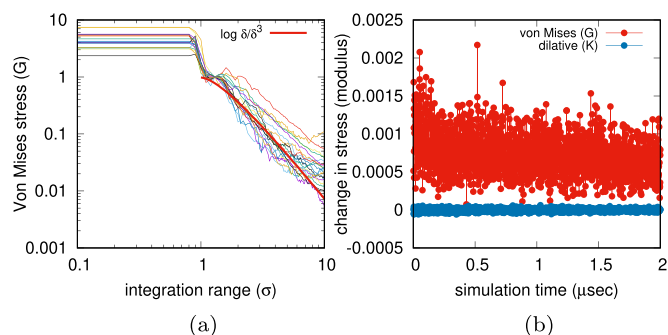 10
1
0.1
0.01
0.001
0.1
1
10
Von Mises stress (G)
integration range (σ)
log δ/δ³
(a)
0.0025
0.002
0.0015
0.001
0.0005
0
-0.0005
0
0.5
1
1.5
2
change in stress (modulus)
simulation time (μsec)
von Mises (G)
dilative (K)
(b)